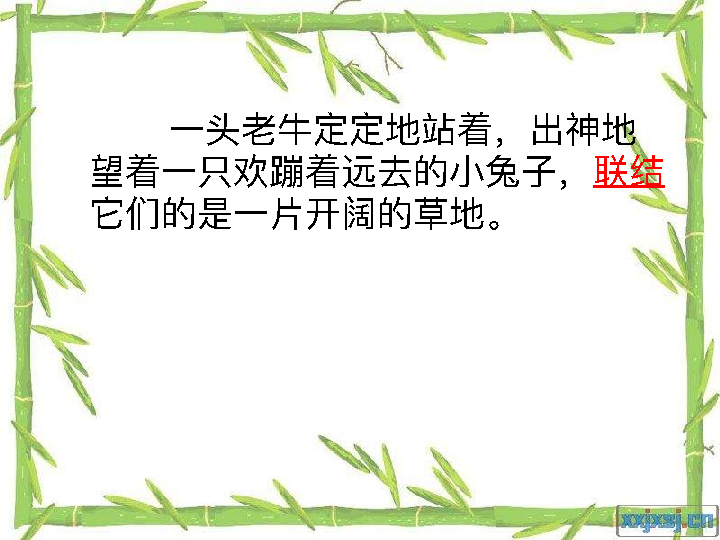 一头老牛定定地站着，出神地
望着一只欢蹦着远去的小兔子，联结
它们的是一片开阔的草地。
xxjxsj.cn